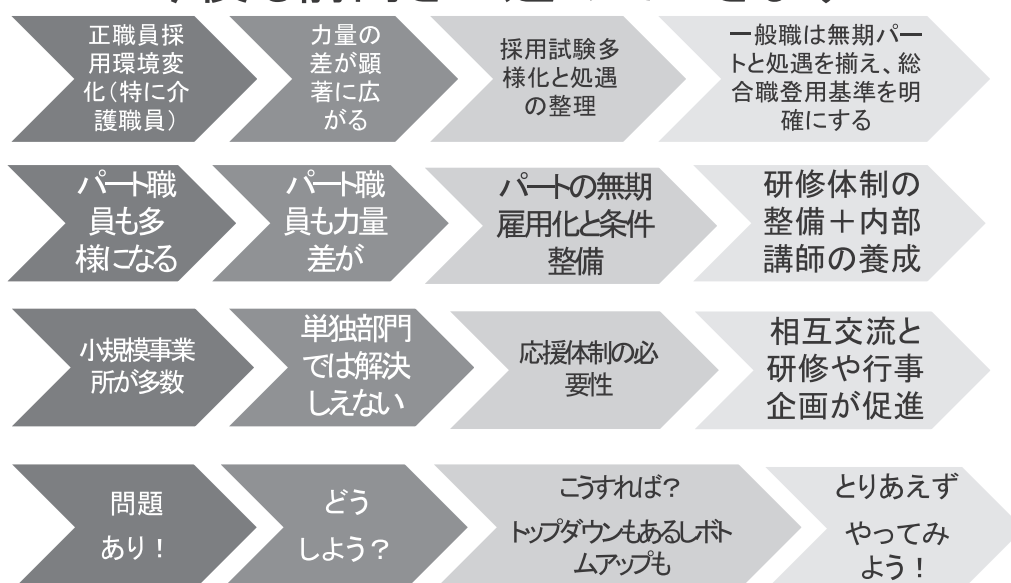 正職員採
用環境変
化（特に介
護職員）
力量の
差が顕
著に広
がる
採用試験多
様化と処遇
の整理
一般職は無期パー
トと処遇を揃え、総
合職登用基準を明
確にする
パート職
員も多
様になる
パート職
員も力量
差が
パートの無期
雇用化と条件
整備
研修体制の
整備＋内部
講師の養成
小規模事業
所が多数
単独部門
では解決
しえない
応援体制の必
要性
相互交流と
研修や行事
企画が促進
問題
あり！
どう
しよう？
こうすれば？
トップダウンもあるしボト
ムアップも
とりあえず
やってみ
よう！